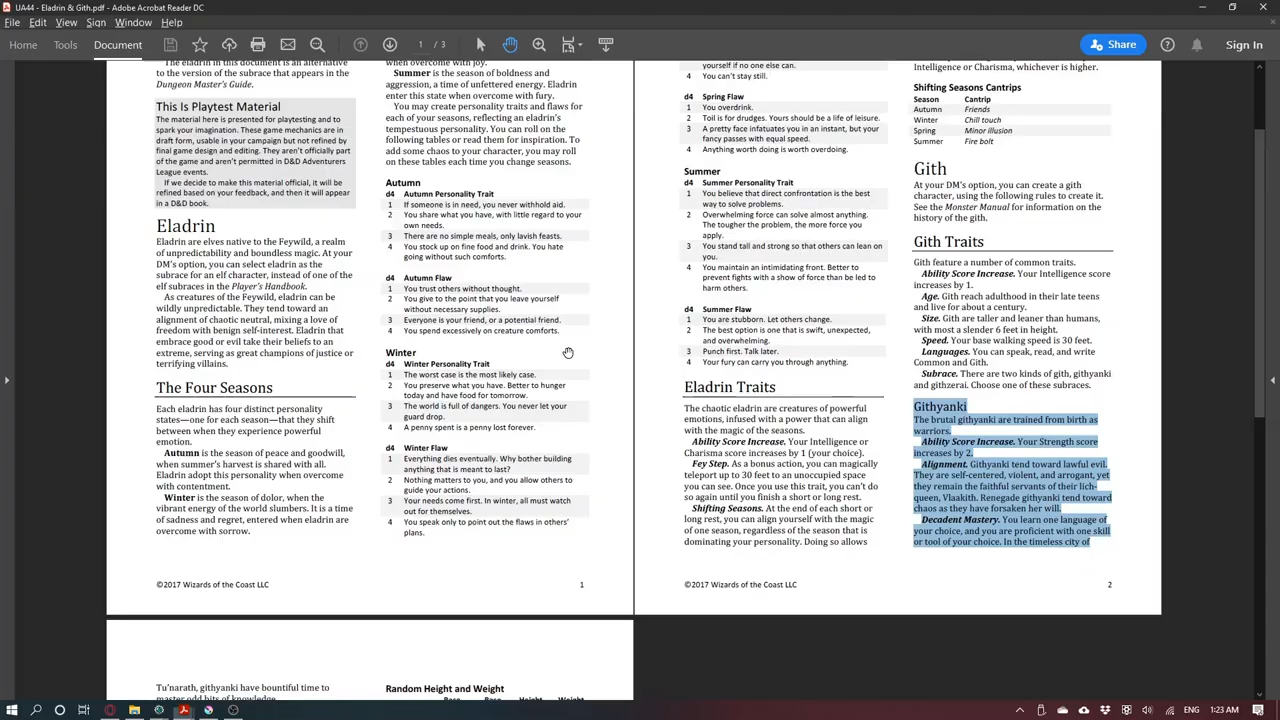 UA44 - Eladrin & Gith.pdf - Adobe Acrobat Reader DC
File Edit View Window Help
Home Tools Document 1 / 3 Share Sign In
The eladrin in this document is an alternative
to the version of the subrace that appears in the
Dungeon Master's Guide.
This Is Playtest Material
The material here is presented for playtesting and to
spark your imagination. These game mechanics are in
draft form, usable in your campaign but not refined by
final game design and editing. They aren't officially part
of the game and aren't permitted in D&D Adventurers
League events.
If we decide to make this material official, it will be
refined based on your feedback, and then it will appear
in a D&D book.
Eladrin
Eladrin are elves native to the Feywild, a realm
of unpredictability and boundless magic. At your
DM's option, you can select eladrin as the
subrace for an elf character, instead of one of the
elf subraces in the Player's Handbook.
As creatures of the Feywild, eladrin can be
wildly unpredictable. They tend toward an
alignment of chaotic neutral, mixing a love of
freedom with benign self-interest. Eladrin that
embrace good or evil take their beliefs to an
extreme, serving as great champions of justice or
terrifying villains.
The Four Seasons
Each eladrin has four distinct personality
states—one for each season—that they shift
between when they experience powerful
emotion.
Autumn is the season of peace and goodwill,
when summer's harvest is shared with all.
Eladrin adopt this personality when overcome
with contentment.
Winter is the season of dolor, when the
vibrant energy of the world slumbers. It is a time
of sadness and regret, entered when eladrin are
overcome with sorrow.
when overcome with joy.
Summer is the season of boldness and
aggression, a time of unfettered energy. Eladrin
enter this state when overcome with fury.
You may create personality traits and flaws for
each of your seasons, reflecting an eladrin's
tempestuous personality. You can roll on the
following tables or read them for inspiration. To
add some chaos to your character, you may roll
on these tables each time you change seasons.
Autumn
d4 Autumn Personality Trait
1 If someone is in need, you never withhold aid.
2 You share what you have, with little regard to your
own needs.
3 There are no simple meals, only lavish feasts.
4 You stock up on fine food and drink. You hate
going without such comforts.
d4 Autumn Flaw
1 You trust others without thought.
2 You give to the point that you leave yourself
without necessary supplies.
3 Everyone is your friend, or a potential friend.
4 You spend excessively on creature comforts.
Winter
d4 Winter Personality Trait
1 The worst case is the most likely case.
2 You preserve what you have. Better to hunger
today and have food for tomorrow.
3 The world is full of dangers. You never let your
guard drop.
4 A penny spent is a penny lost forever.
d4 Winter Flaw
1 Everything dies eventually. Why bother building
anything that is meant to last?
2 Nothing matters to you, and you allow others to
guide your actions.
3 Your needs come first. In winter, all must watch
out for themselves.
4 You speak only to point out the flaws in others'
plans.
©2017 Wizards of the Coast LLC 1
yourself if no one else can.
4 You can't stay still.
d4 Spring Flaw
1 You overdrink.
2 Toil is for drudges. Yours should be a life of leisure.
3 A pretty face infatuates you in an instant, but your
fancy passes with equal speed.
4 Anything worth doing is worth overdoing.
Summer
d4 Summer Personality Trait
1 You believe that direct confrontation is the best
way to solve problems.
2 Overwhelming force can solve almost anything.
The tougher the problem, the more force you
apply.
3 You stand tall and strong so that others can lean on
you.
4 You maintain an intimidating front. Better to
prevent fights with a show of force than be led to
harm others.
d4 Summer Flaw
1 You are stubborn. Let others change.
2 The best option is one that is swift, unexpected,
and overwhelming.
3 Punch first. Talk later.
4 Your fury can carry you through anything.
Eladrin Traits
The chaotic eladrin are creatures of powerful
emotions, infused with a power that can align
with the magic of the seasons.
Ability Score Increase. Your Intelligence or
Charisma score increases by 1 (your choice).
Fey Step. As a bonus action, you can magically
teleport up to 30 feet to an unoccupied space
you can see. Once you use this trait, you can't do
so again until you finish a short or long rest.
Shifting Seasons. At the end of each short or
long rest, you can align yourself with the magic
of one season, regardless of the season that is
dominating your personality. Doing so allows
Intelligence or Charisma, whichever is higher.
Shifting Seasons Cantrips
Season Cantrip
Autumn Friends
Winter Chill touch
Spring Minor illusion
Summer Fire bolt
Gith
At your DM's option, you can create a gith
character, using the following rules to create it.
See the Monster Manual for information on the
history of the gith.
Gith Traits
Gith feature a number of common traits.
Ability Score Increase. Your Intelligence score
increases by 1.
Age. Gith reach adulthood in their late teens
and live for about a century.
Size. Gith are taller and leaner than humans,
with most a slender 6 feet in height.
Speed. Your base walking speed is 30 feet.
Languages. You can speak, read, and write
Common and Gith.
Subrace. There are two kinds of gith, githyanki
and githzerai. Choose one of these subraces.
Githyanki
The brutal githyanki are trained from birth as
warriors.
Ability Score Increase. Your Strength score
increases by 2.
Alignment. Githyanki tend toward lawful evil.
They are self-centered, violent, and arrogant, yet
they remain the faithful servants of their lich-
queen, Vlaakith. Renegade githyanki tend toward
chaos as they have forsaken her will.
Decadent Mastery. You learn one language of
your choice, and you are proficient with one skill
or tool of your choice. In the timeless city of
©2017 Wizards of the Coast LLC 2
Tu'narath, githyanki have bountiful time to
master odd bits of knowledge.
Random Height and Weight
Base Base Height Weight
ENG 1:23 AM